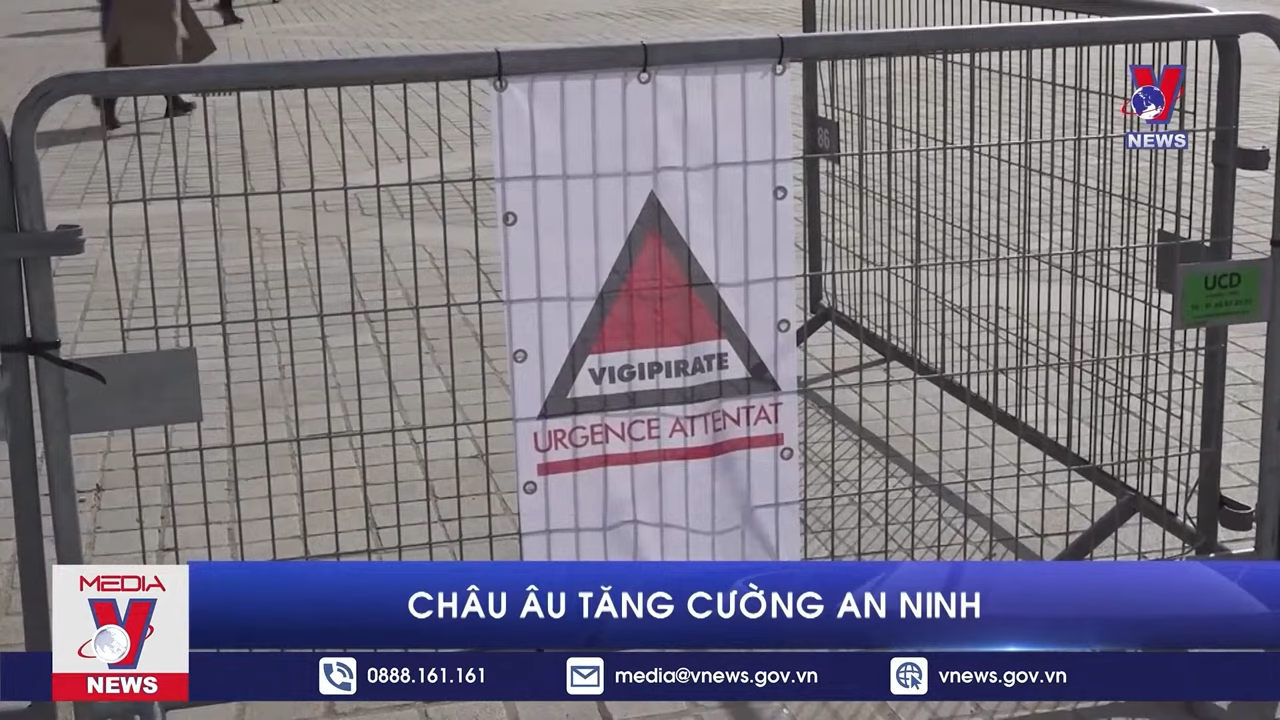 NEWS
86
UCD
VIGIPIRATE
URGENCE ATTENTAT
MEDIA
NEWS
CHÂU ÂU TĂNG CƯỜNG AN NINH
0888.161.161
media@vnews.gov.vn
vnews.gov.vn